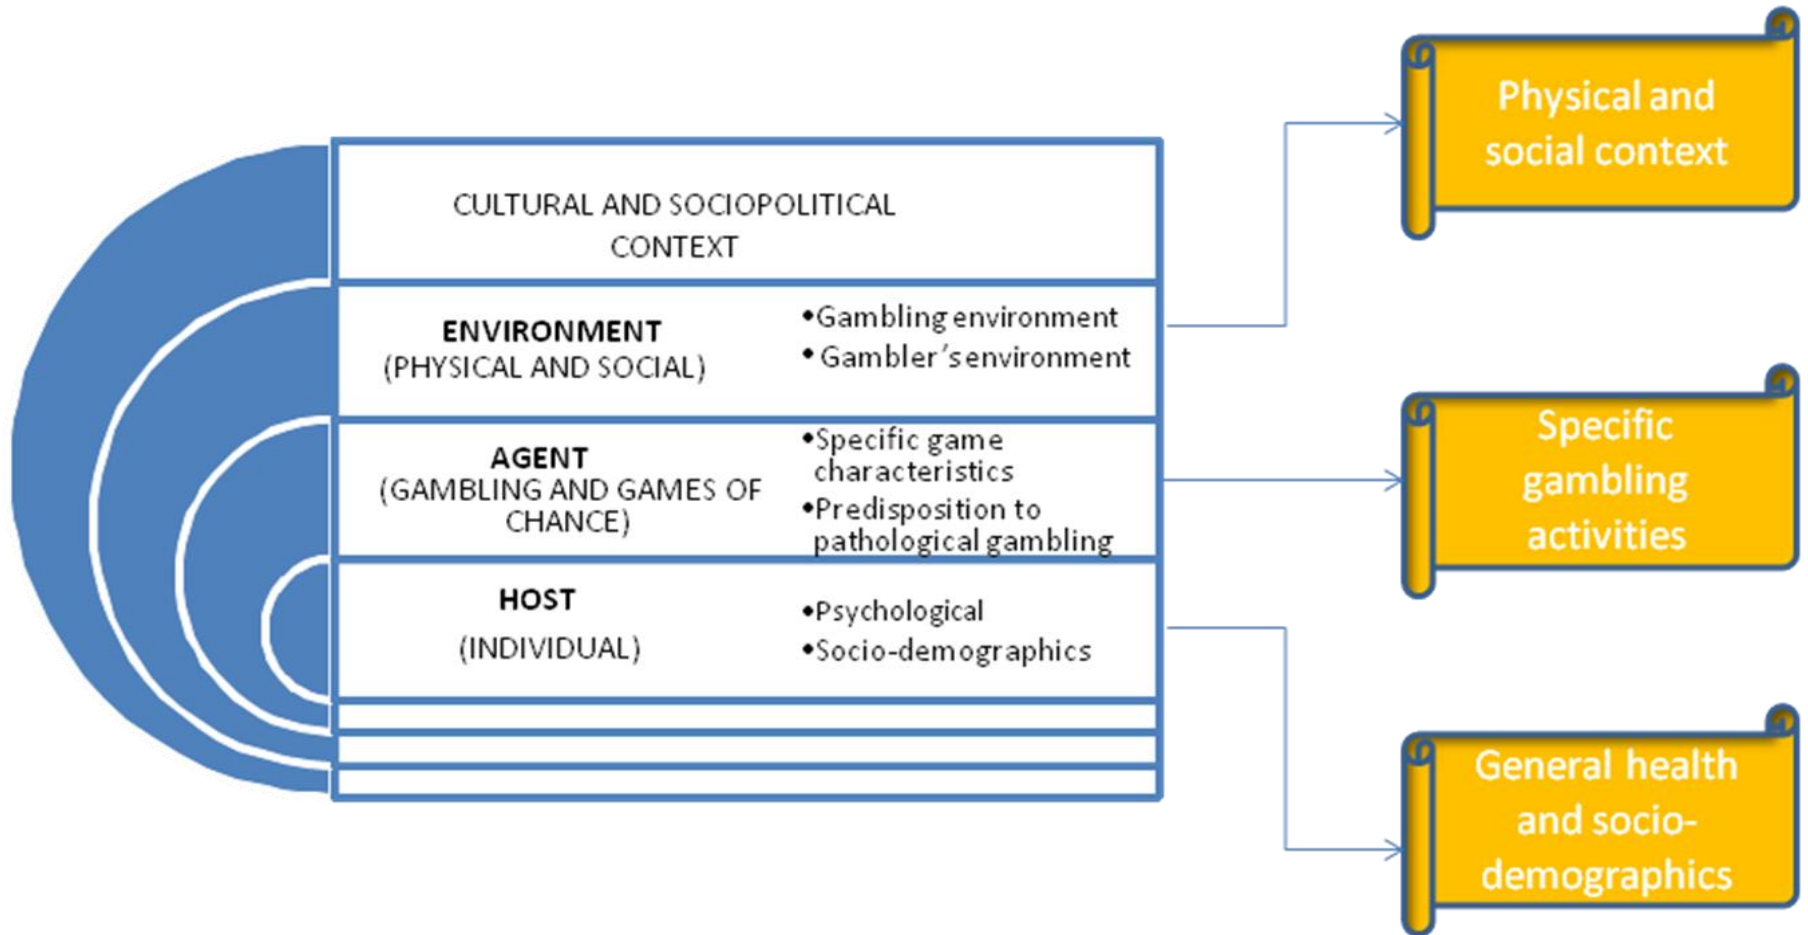 CULTURAL AND SOCIOPOLITICAL
CONTEXT
ENVIRONMENT
(PHYSICAL AND SOCIAL)
•Gambling environment
• Gambler´s environment
AGENT
(GAMBLING AND GAMES OF
CHANCE)
•Specific game
characteristics
•Predisposition to
pathological gambling
HOST
(INDIVIDUAL)
•Psychological
•Socio-demographics
Physical and
social context
Specific
gambling
activities
General health
and socio-
demographics